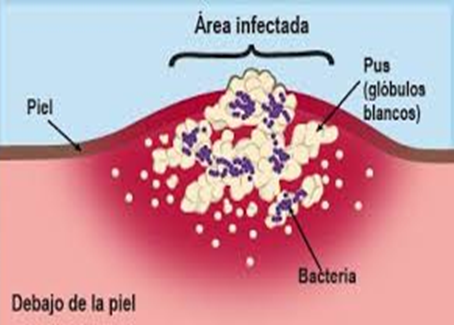 Área infectada
Pus
(glóbulos
blancos)
Piel
Bacteria
Debajo de la piel